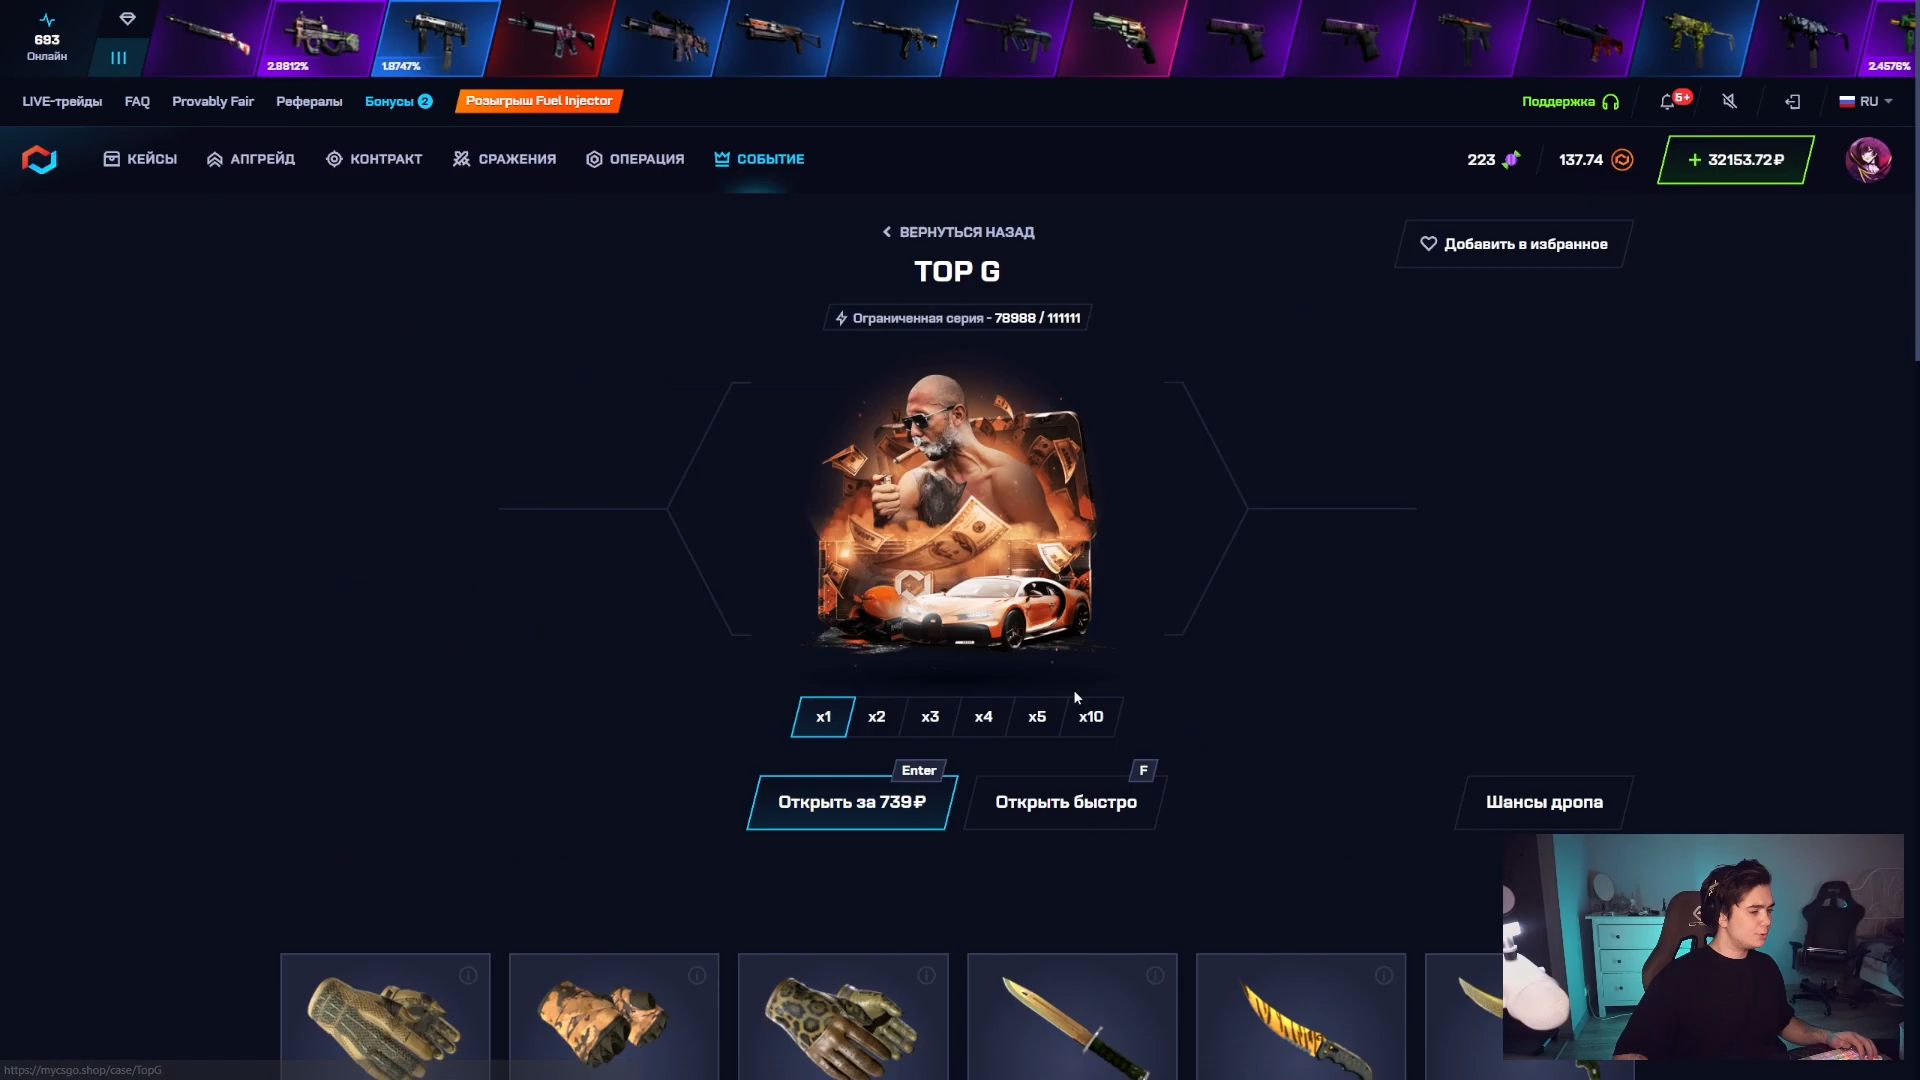 693
Онлайн
2.8812%
1.8747%
2.4576%
LIVE-трейды
FAQ
Provably Fair
Рефералы
Бонусы 2
Розыгрыш Fuel Injector
Поддержка
5+
RU
КЕЙСЫ
АПГРЕЙД
КОНТРАКТ
СРАЖЕНИЯ
ОПЕРАЦИЯ
СОБЫТИЕ
223
137.74
+ 32153.72₽
ВЕРНУТЬСЯ НАЗАД
Добавить в избранное
TOP G
Ограниченная серия - 78988 / 111111
x1
x2
x3
x4
x5
x10
Enter
F
Открыть за 739₽
Открыть быстро
Шансы дропа
https://mycsgo.shop/case/TopG